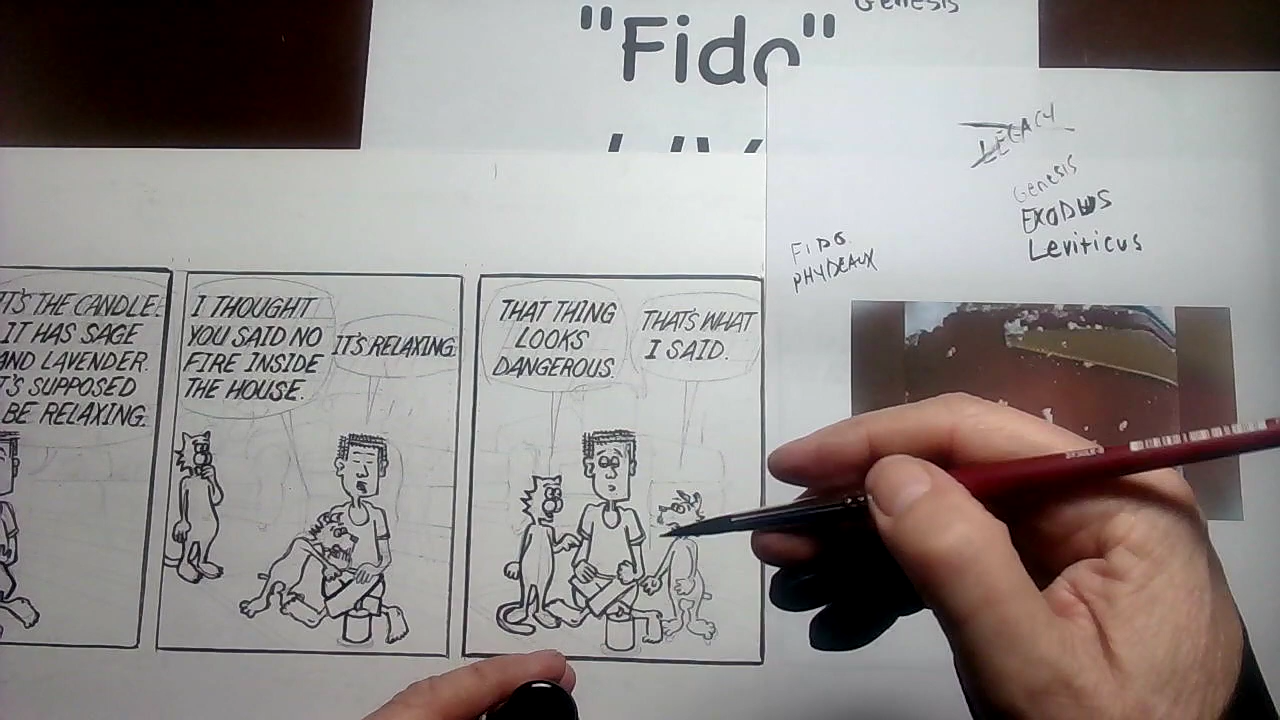 Genesis
"Fido"
LEGACY
Genesis
EXODUS
Leviticus
FIDO
PHYDEAUX
IT'S THE CANDLE.
IT HAS SAGE
AND LAVENDER.
IT'S SUPPOSED
BE RELAXING.
I THOUGHT
YOU SAID NO
FIRE INSIDE
THE HOUSE.
IT'S RELAXING.
THAT THING
LOOKS
DANGEROUS.
THAT'S WHAT
I SAID.